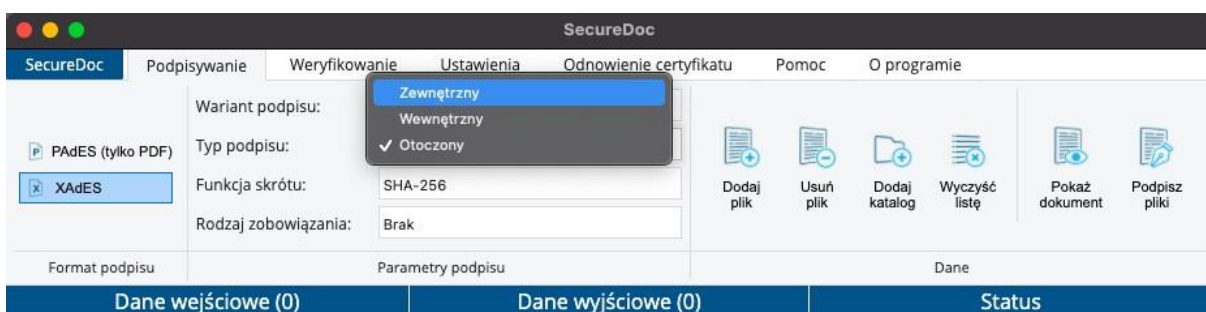 SecureDoc
SecureDoc Podpisywanie Weryfikowanie Ustawienia Odnowienie certyfikatu Pomoc O programie
Wariant podpisu:
Zewnętrzny
Wewnętrzny
Otoczony
PAdES (tylko PDF)
Typ podpisu:
XAdES
Funkcja skrótu:
SHA-256
Rodzaj zobowiązania:
Brak
Dodaj plik
Usuń plik
Dodaj katalog
Wyczyść listę
Pokaż dokument
Podpisz pliki
Format podpisu
Parametry podpisu
Dane
Dane wejściowe (0)
Dane wyjściowe (0)
Status